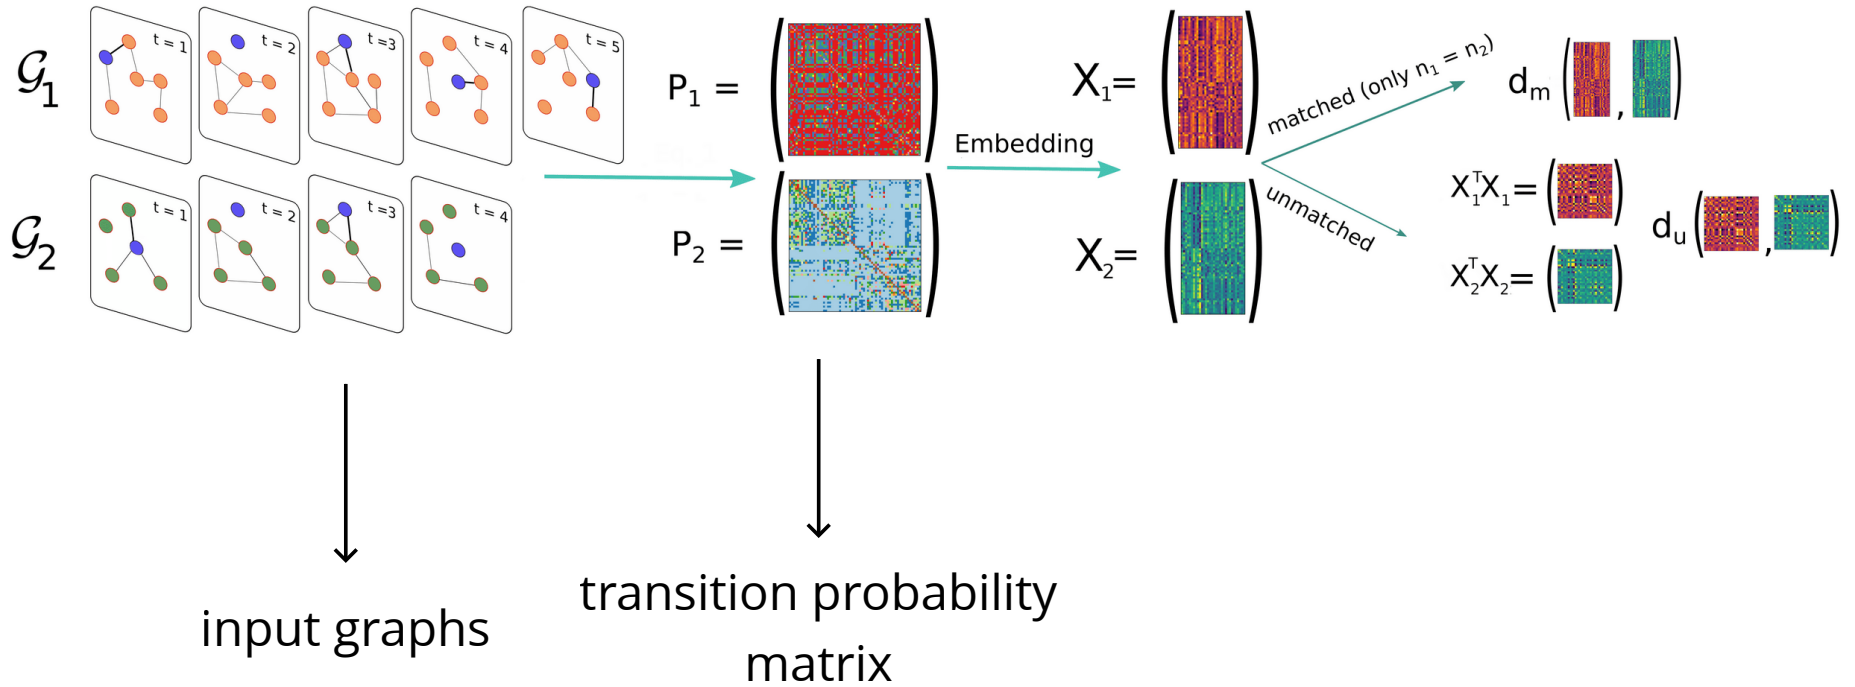 𝒢1
t = 1
t = 2
t =3
t = 4
t = 5
𝒢2
t = 1
t = 2
t =3
t = 4
P1 =
P2 =
Embedding
X1=
X2=
matched (only n1 = n2)
unmatched
dm ( , )
X1TX1= ( )
X2TX2= ( )
du ( , )
input graphs
transition probability
matrix